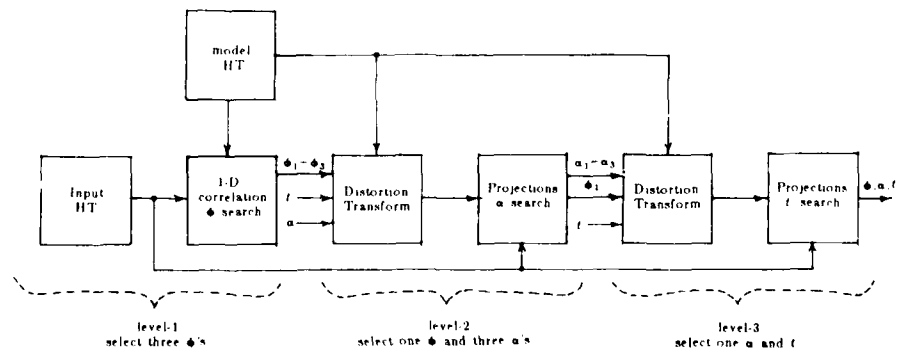 model
HT
Input
HT
1-D
correlation
ϕ search
ϕ₁-ϕ₃
t
α
Distortion
Transform
Projections
α search
α₁-α₃
ϕ₁
t
Distortion
Transform
Projections
t search
ϕ,α,t
level-1
select three ϕ's
level-2
select one ϕ and three α's
level-3
select one α and t